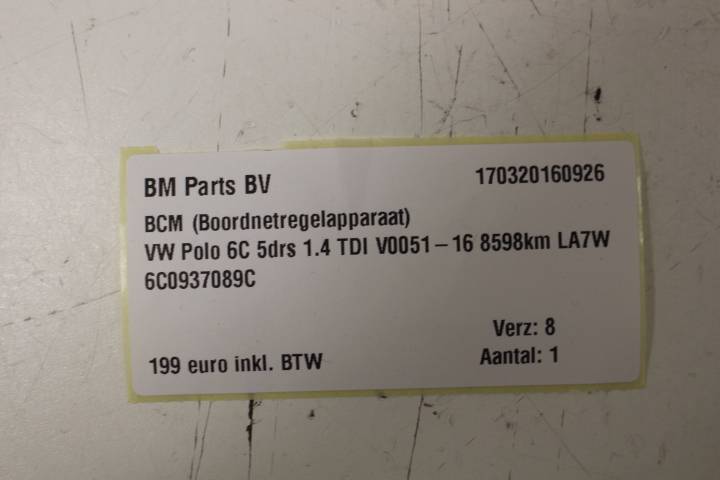 BM Parts BV 170320160926
BCM (Boordnetregelapparaat)
VW Polo 6C 5drs 1.4 TDI V0051-16 8598km LA7W
6C0937089C
Verz: 8
199 euro inkl. BTW Aantal: 1